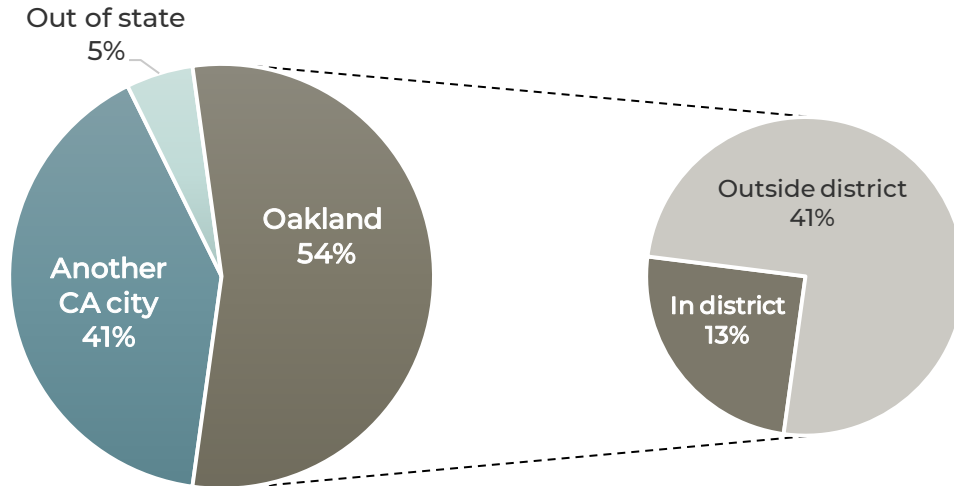 Out of state
5%
Oakland
54%
Another
CA city
41%
Outside district
41%
In district
13%